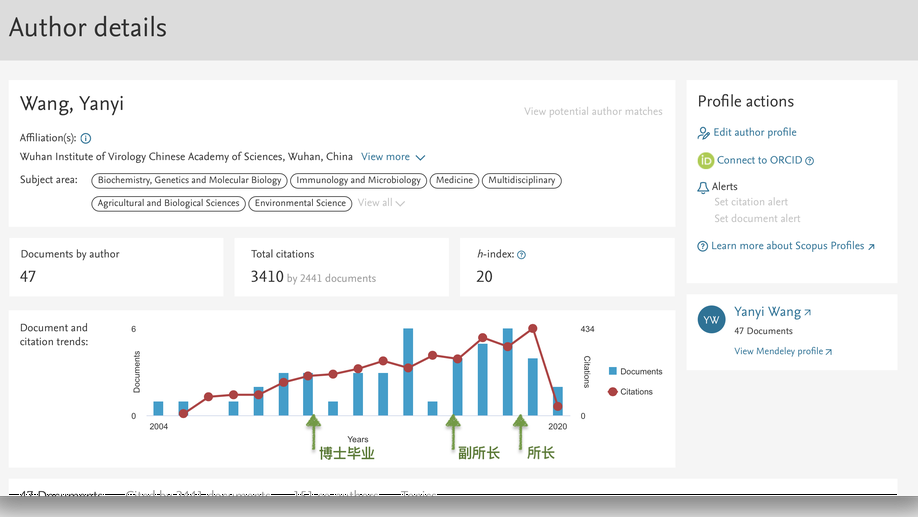 Author details
Wang, Yanyi
View potential author matches
Affiliation(s):
Wuhan Institute of Virology Chinese Academy of Sciences, Wuhan, China View more
Subject area: Biochemistry, Genetics and Molecular Biology Immunology and Microbiology Medicine Multidisciplinary
Agricultural and Biological Sciences Environmental Science View all
Profile actions
Edit author profile
iD Connect to ORCID
Alerts
Set citation alert
Set document alert
Learn more about Scopus Profiles
Documents by author
47
Total citations
3410 by 2441 documents
h-index:
20
YW Yanyi Wang
47 Documents
View Mendeley profile
Document and
citation trends:
6
Documents
0
2004
Years
2020
434
Citations
0
Documents
Citations
博士毕业
副所长
所长
47 Documents